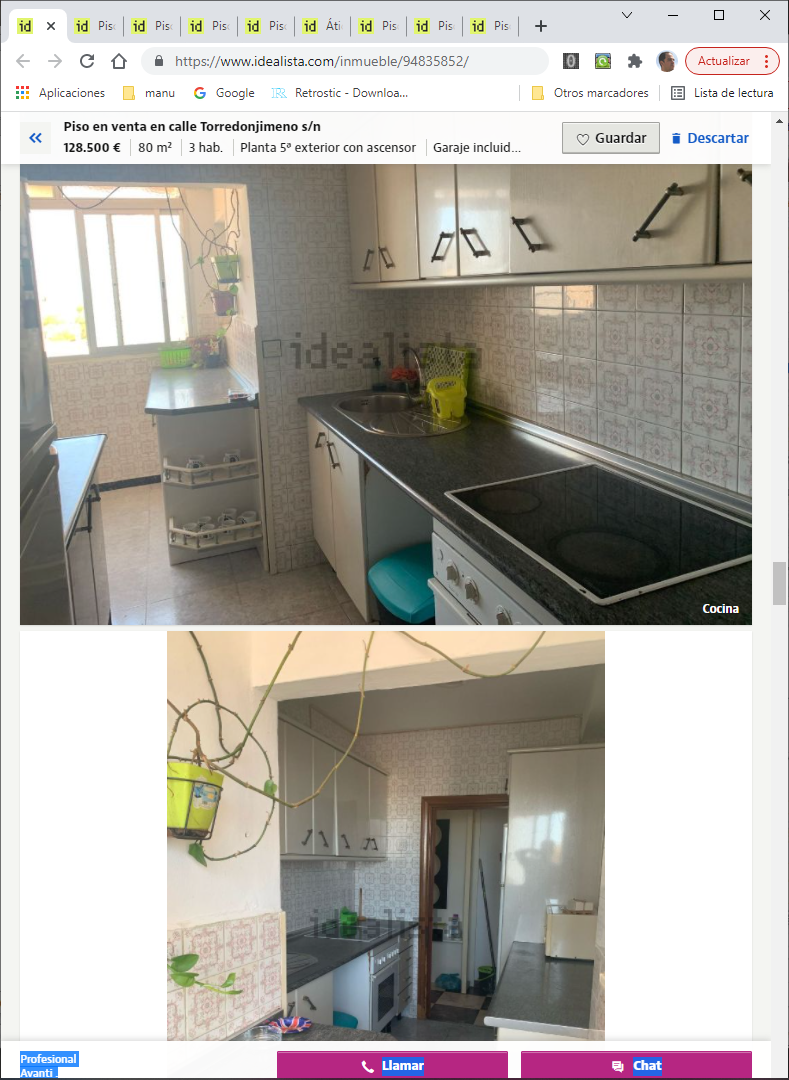 id Pis Pis Pis Pis Áti Pis Pis Pis
https://www.idealista.com/inmueble/94835852/
Actualizar
Aplicaciones manu Google Retrostic - Downloa... Otros marcadores Lista de lectura
Piso en venta en calle Torredonjimeno s/n
128.500 € 80 m² 3 hab. Planta 5ª exterior con ascensor Garaje incluid...
Guardar Descartar
idealista
Cocina
idealista
Profesional
Avanti
Llamar Chat